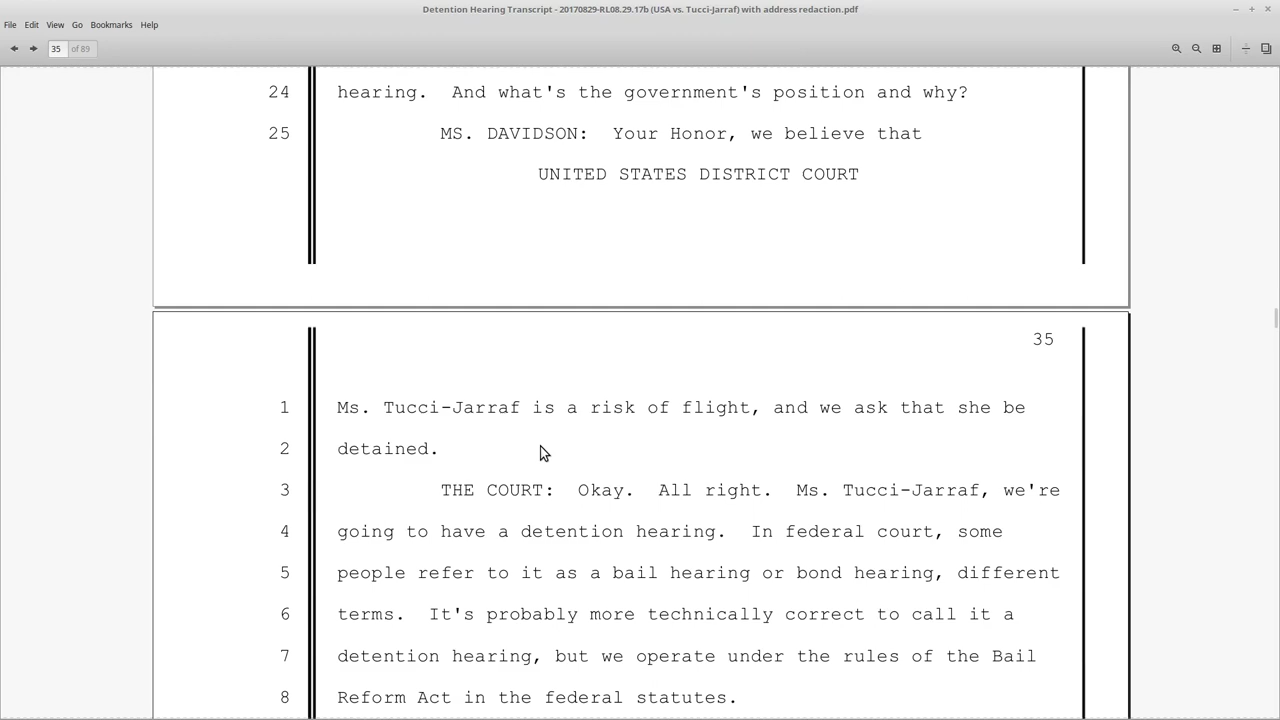 Detention Hearing Transcript - 20170829-RL08.29.17b (USA vs. Tucci-Jarraf) with address redaction.pdf
File Edit View Go Bookmarks Help
35 of 89
24 hearing. And what's the government's position and why?
25 MS. DAVIDSON: Your Honor, we believe that
UNITED STATES DISTRICT COURT
35
1 Ms. Tucci-Jarraf is a risk of flight, and we ask that she be
2 detained.
3 THE COURT: Okay. All right. Ms. Tucci-Jarraf, we're
4 going to have a detention hearing. In federal court, some
5 people refer to it as a bail hearing or bond hearing, different
6 terms. It's probably more technically correct to call it a
7 detention hearing, but we operate under the rules of the Bail
8 Reform Act in the federal statutes.